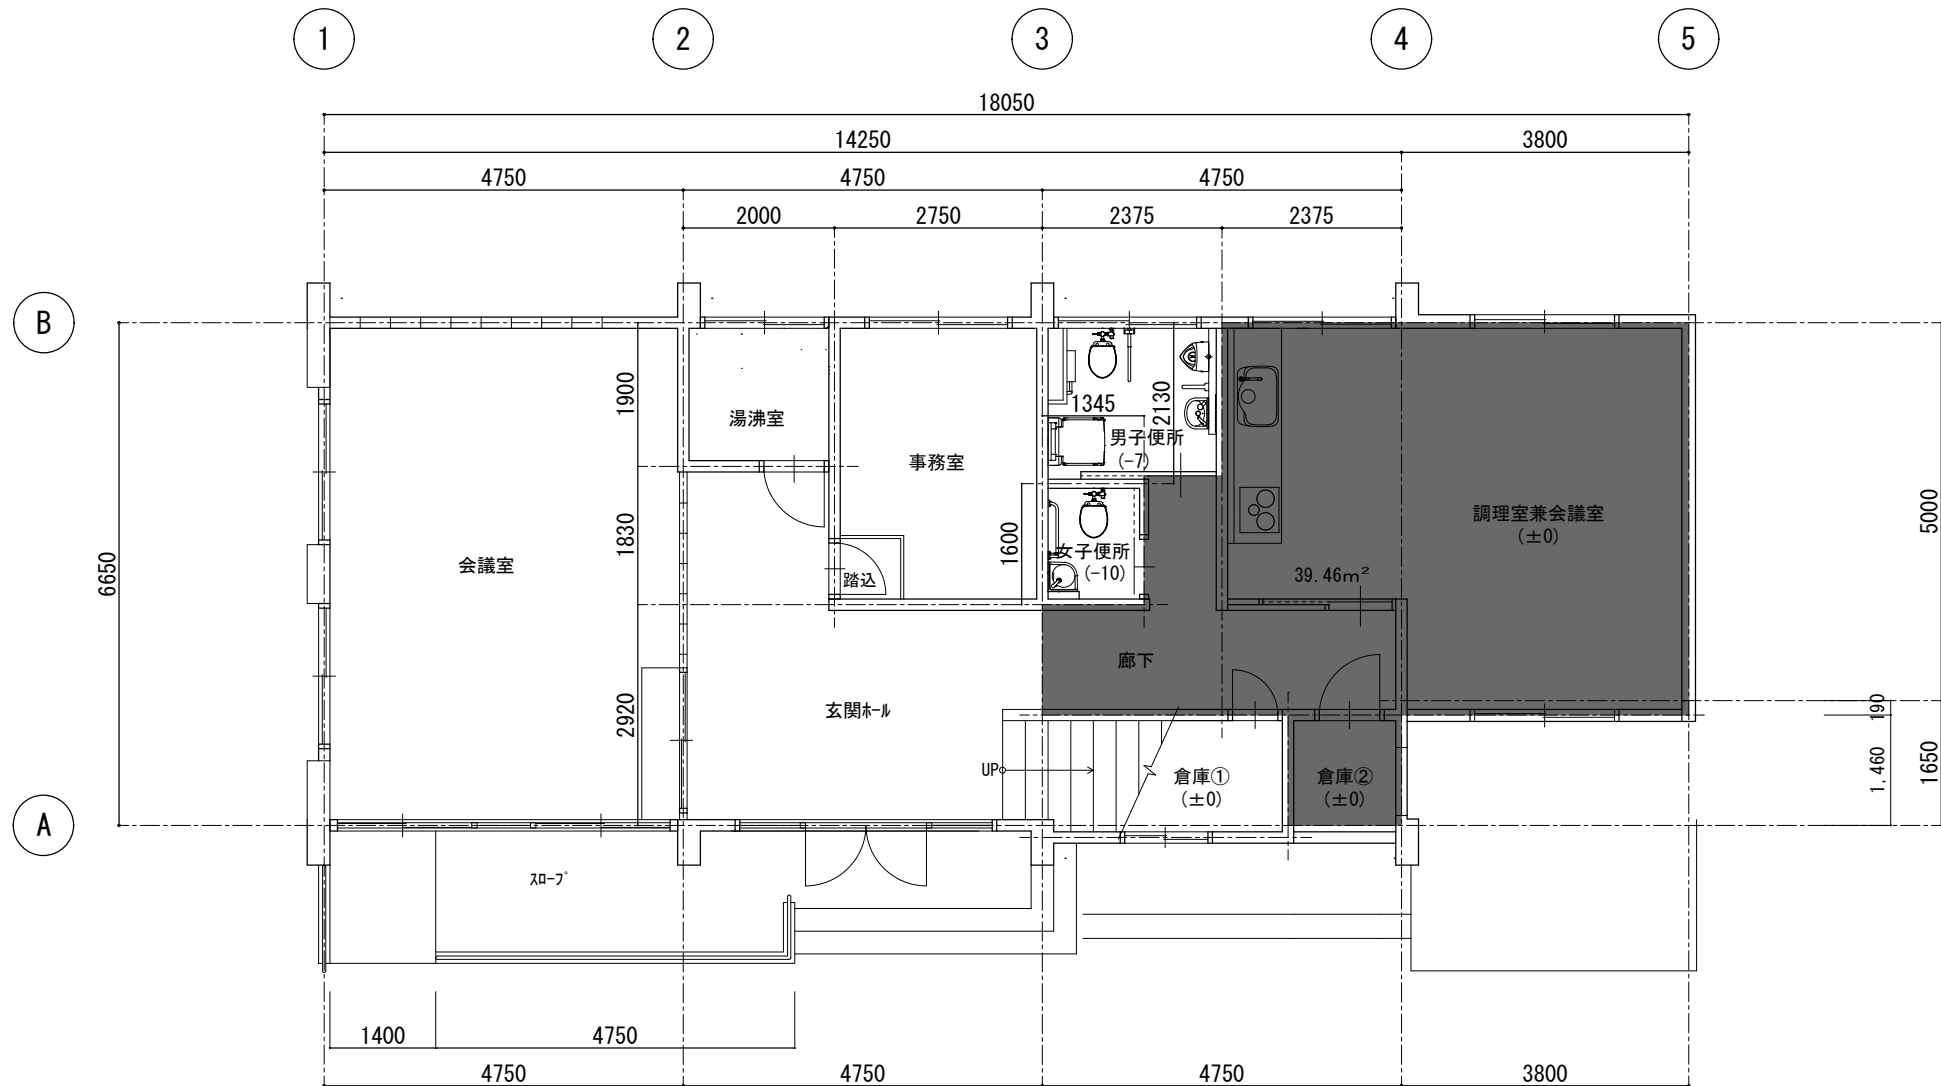 1 2 3 4 5
18050
14250 3800
4750 4750 4750
2000 2750 2375 2375
B
1900
湯沸室
事務室
1345
2130
男子便所
(-7)
調理室兼会議室
(±0)
5000
6650
会議室
1830
踏込
1600
女子便所
(-10)
39.46m²
廊下
玄関ホール
2920
190
1,460
1650
UP
倉庫①
(±0)
倉庫②
(±0)
A
スロープ
1400 4750
4750 4750 4750 3800